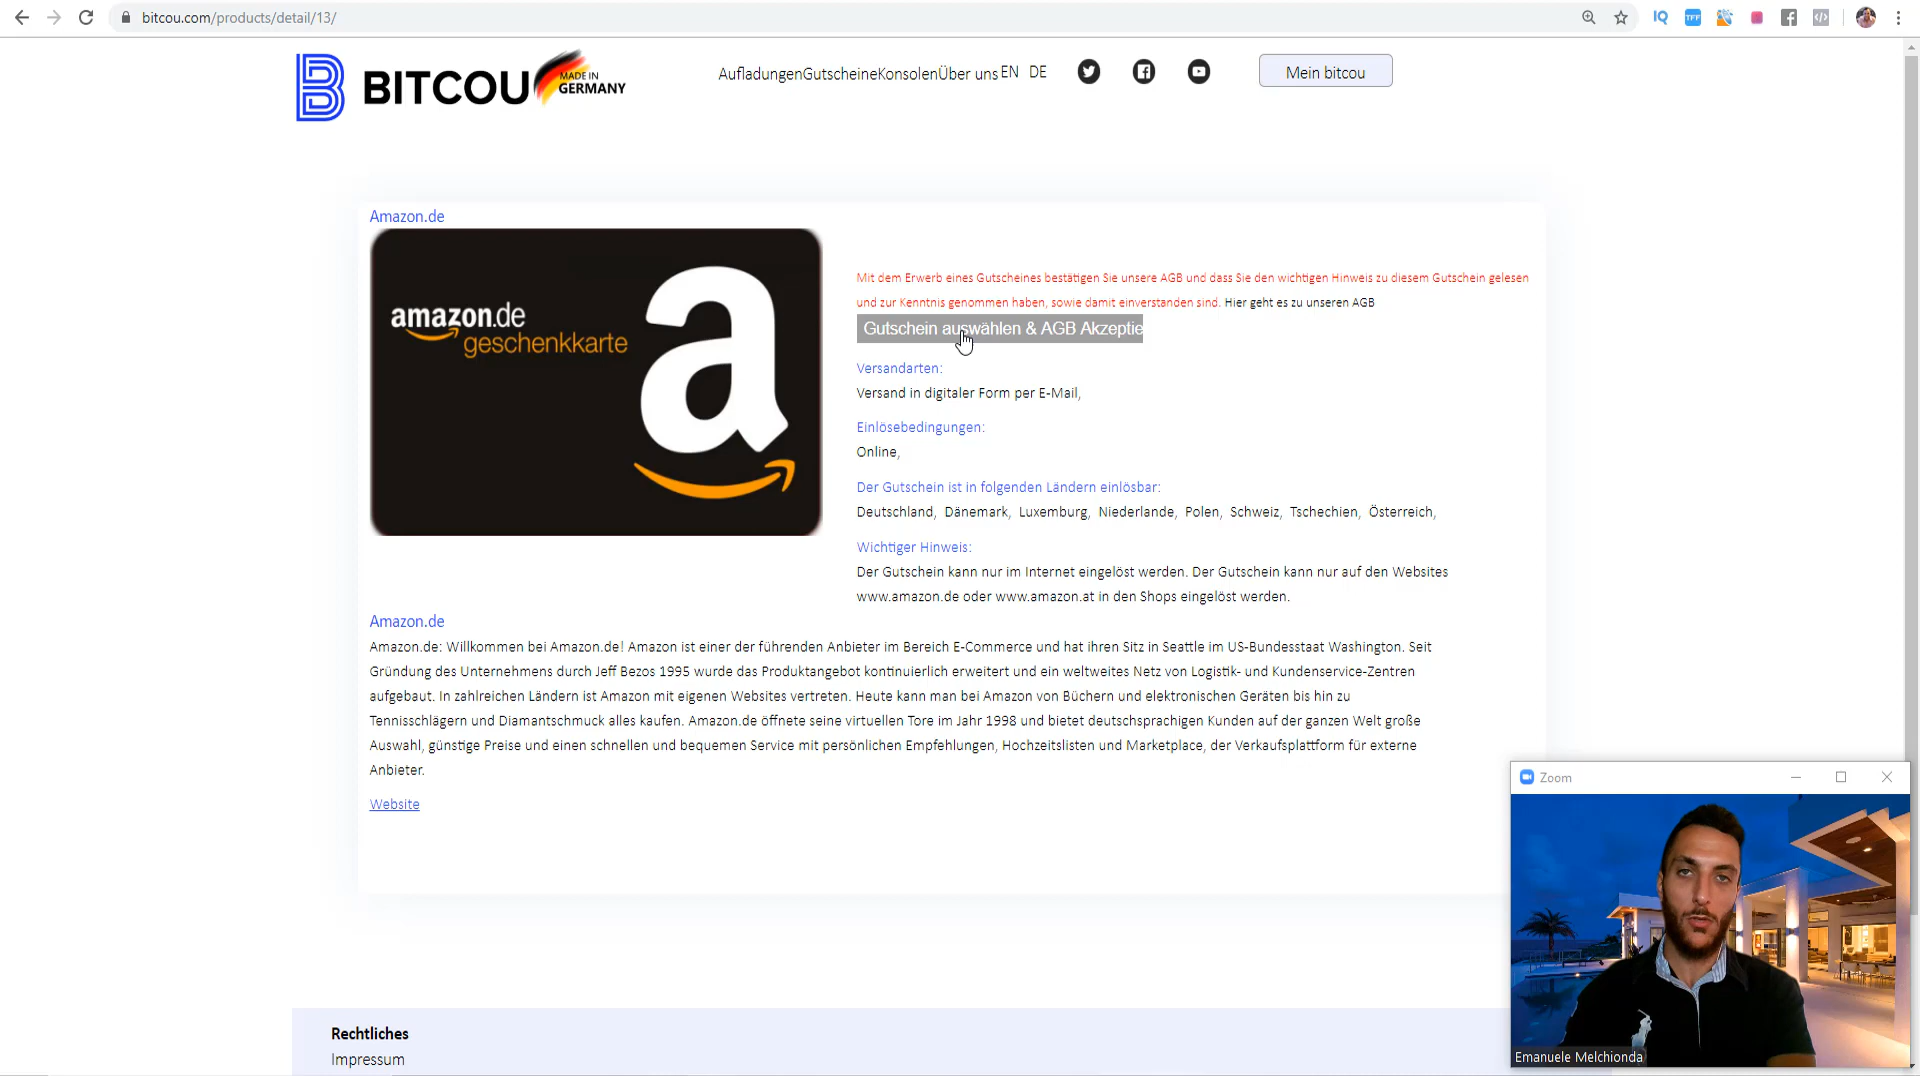 bitcou.com/products/detail/13/
IQ
TFF
BITCOU
MADE IN
GERMANY
AufladungenGutscheineKonsolenÜber uns EN DE
Mein bitcou
Amazon.de
amazon.de
geschenkkarte
Mit dem Erwerb eines Gutscheines bestätigen Sie unsere AGB und dass Sie den wichtigen Hinweis zu diesem Gutschein gelesen
und zur Kenntnis genommen haben, sowie damit einverstanden sind. Hier geht es zu unseren AGB
Gutschein auswählen & AGB Akzeptie
Versandarten:
Versand in digitaler Form per E-Mail,
Einlösebedingungen:
Online,
Der Gutschein ist in folgenden Ländern einlösbar:
Deutschland, Dänemark, Luxemburg, Niederlande, Polen, Schweiz, Tschechien, Österreich,
Wichtiger Hinweis:
Der Gutschein kann nur im Internet eingelöst werden. Der Gutschein kann nur auf den Websites
www.amazon.de oder www.amazon.at in den Shops eingelöst werden.
Amazon.de
Amazon.de: Willkommen bei Amazon.de! Amazon ist einer der führenden Anbieter im Bereich E-Commerce und hat ihren Sitz in Seattle im US-Bundesstaat Washington. Seit
Gründung des Unternehmens durch Jeff Bezos 1995 wurde das Produktangebot kontinuierlich erweitert und ein weltweites Netz von Logistik- und Kundenservice-Zentren
aufgebaut. In zahlreichen Ländern ist Amazon mit eigenen Websites vertreten. Heute kann man bei Amazon von Büchern und elektronischen Geräten bis hin zu
Tennisschlägern und Diamantschmuck alles kaufen. Amazon.de öffnete seine virtuellen Tore im Jahr 1998 und bietet deutschsprachigen Kunden auf der ganzen Welt große
Auswahl, günstige Preise und einen schnellen und bequemen Service mit persönlichen Empfehlungen, Hochzeitslisten und Marketplace, der Verkaufsplattform für externe
Anbieter.
Website
Zoom
Emanuele Melchionda
Rechtliches
Impressum